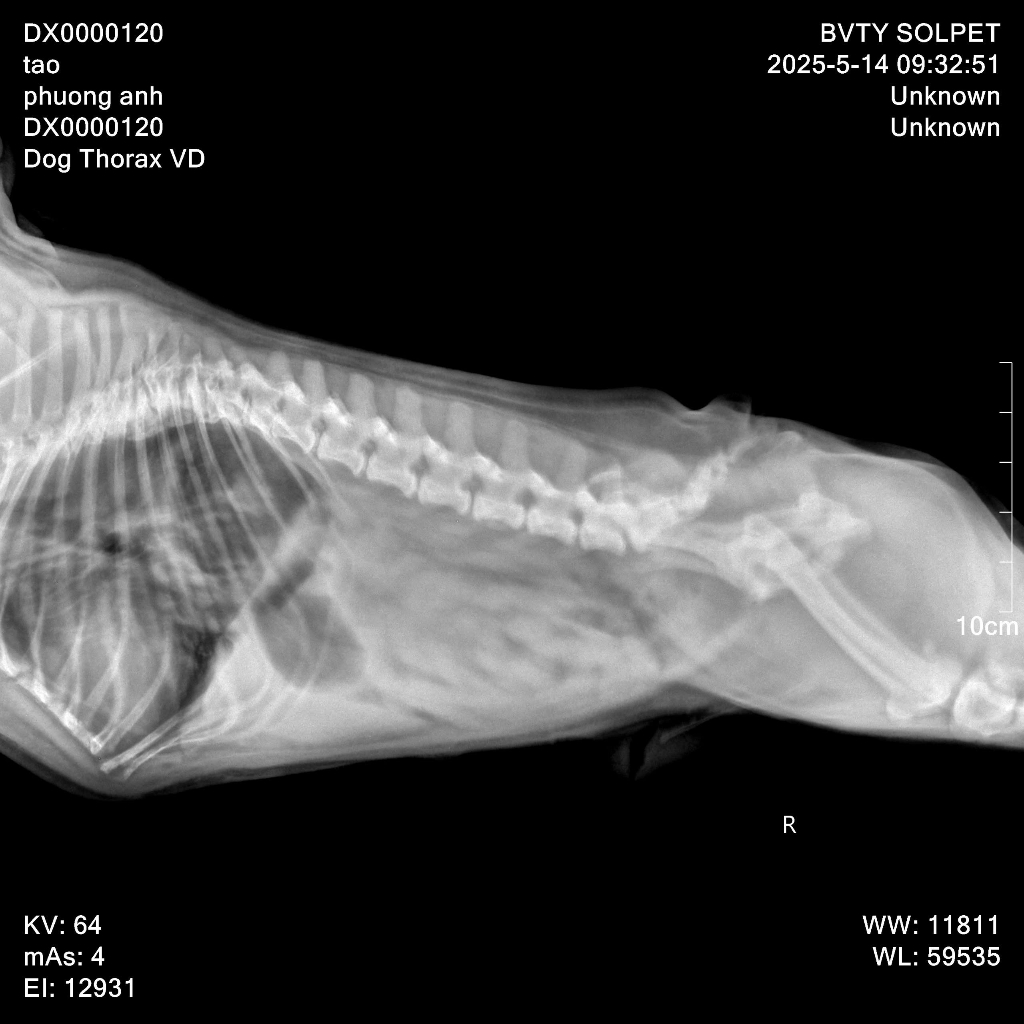 DX0000120
tao
phuong anh
DX0000120
Dog Thorax VD
BVTY SOLPET
2025-5-14 09:32:51
Unknown
Unknown
10cm
R
KV: 64
mAs: 4
EI: 12931
WW: 11811
WL: 59535